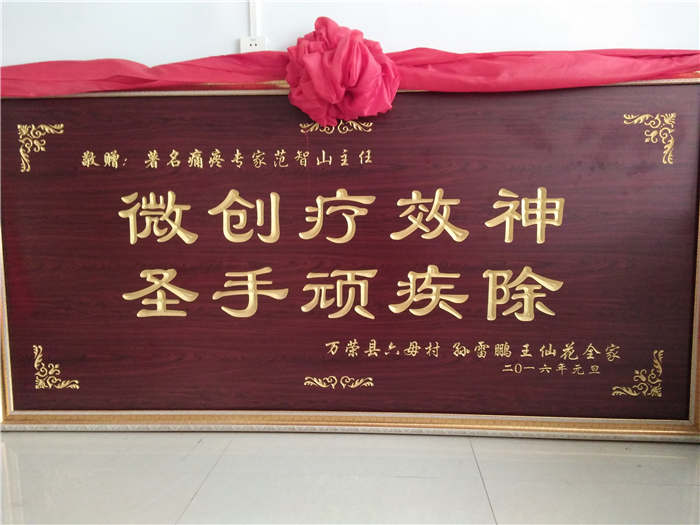 敬赠：著名痛疼专家范智山主任
微创疗效神
圣手顽疾除
万荣县六毋村 孙雷鹏 王仙花全家
二〇一六年元旦